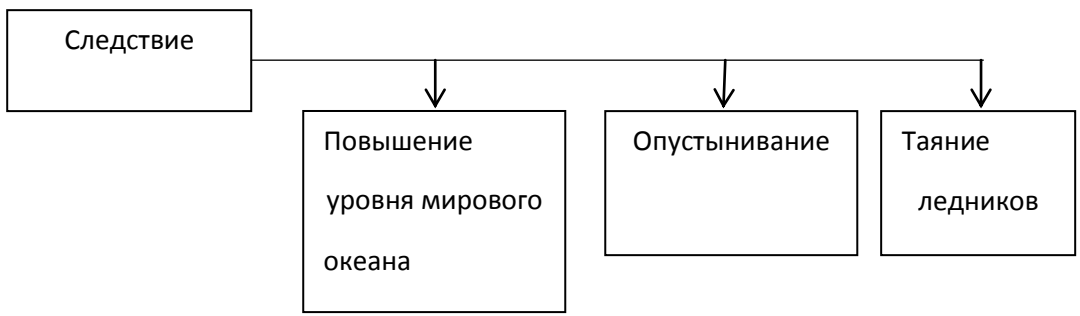 Следствие
Повышение
уровня мирового
океана
Опустынивание
Таяние
ледников